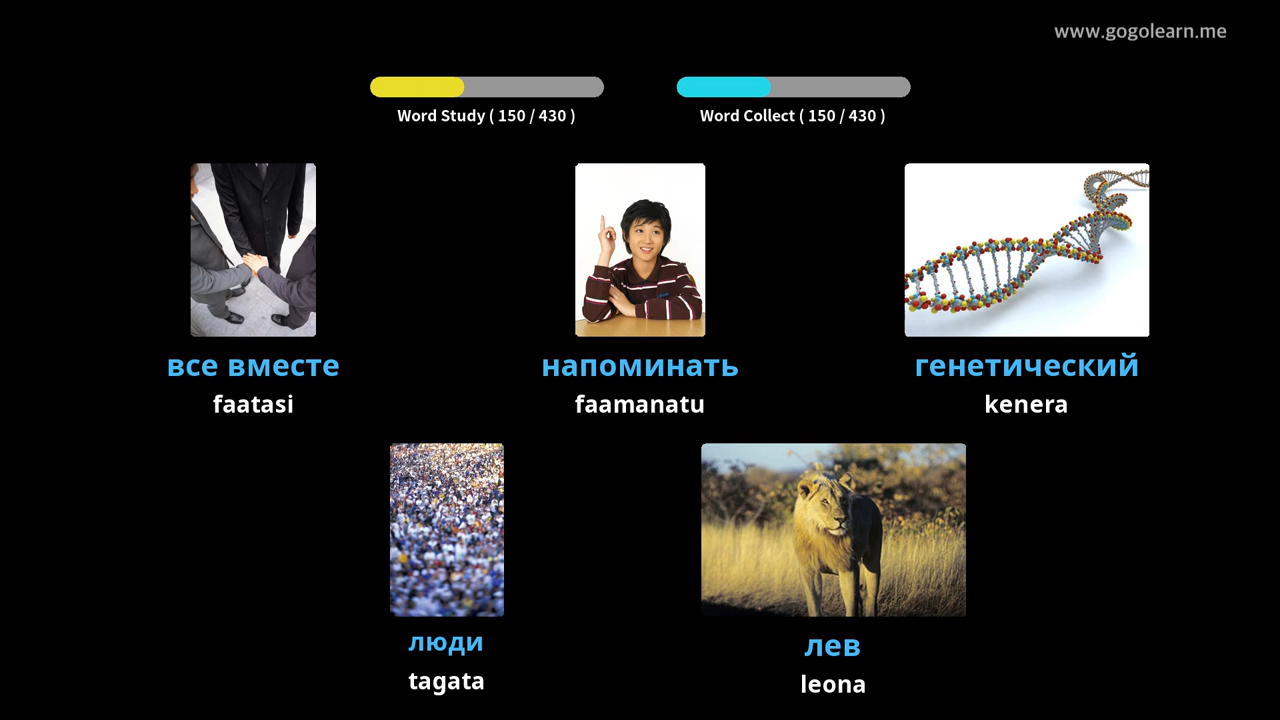 www.gogolearn.me
Word Study ( 150 / 430 )
Word Collect ( 150 / 430 )
все вместе
faatasi
напоминать
faamanatu
генетический
kenera
люди
tagata
лев
leona